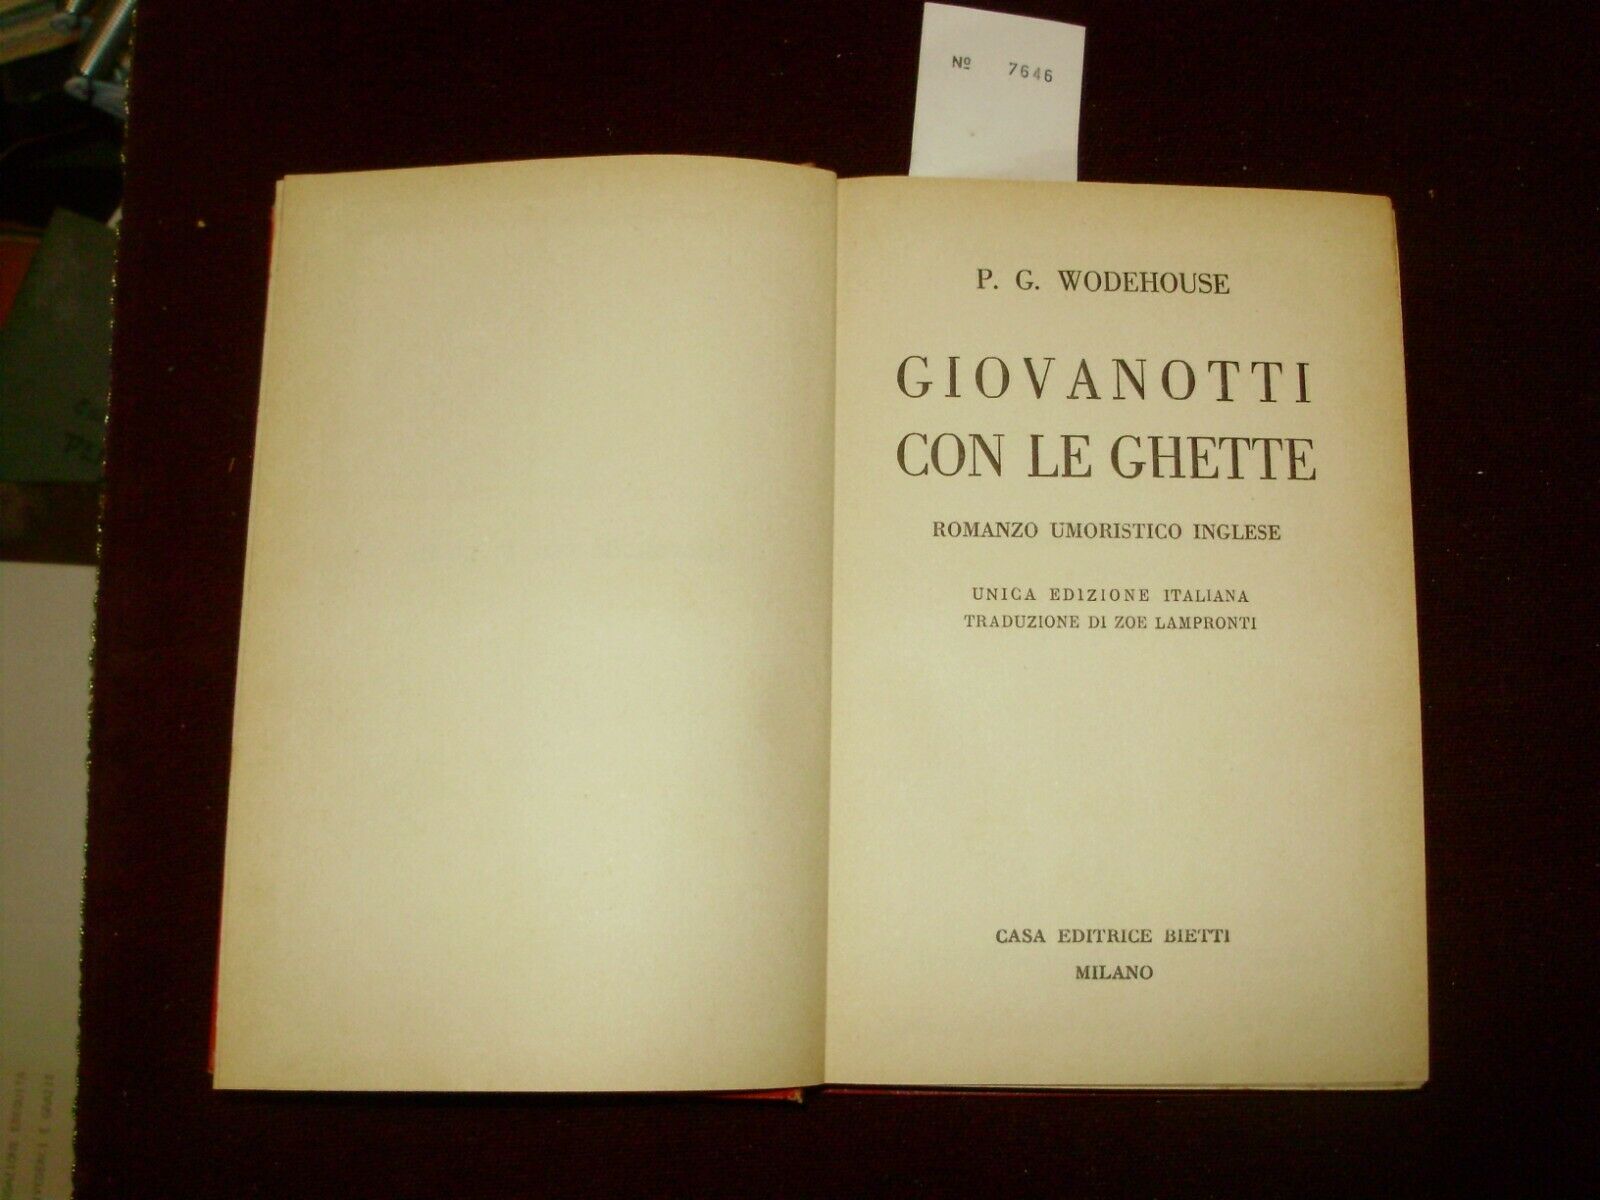 Nº 7646
P. G. WODEHOUSE
GIOVANOTTI
CON LE GHETTE
ROMANZO UMORISTICO INGLESE
UNICA EDIZIONE ITALIANA
TRADUZIONE DI ZOE LAMPRONTI
CASA EDITRICE BIETTI
MILANO